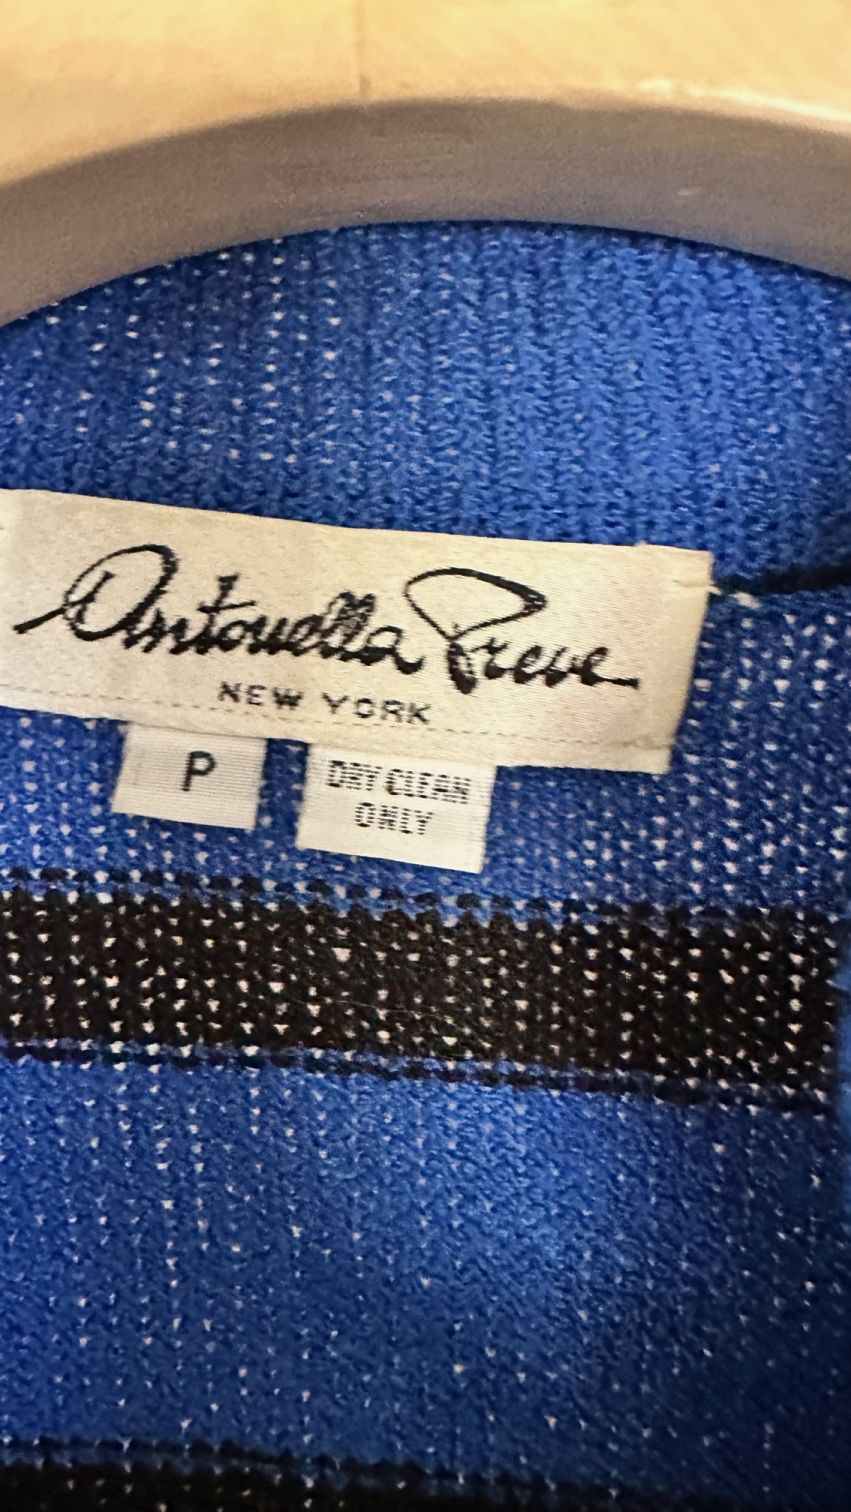 Antonella Preve
NEW YORK
P
DRY CLEAN
ONLY